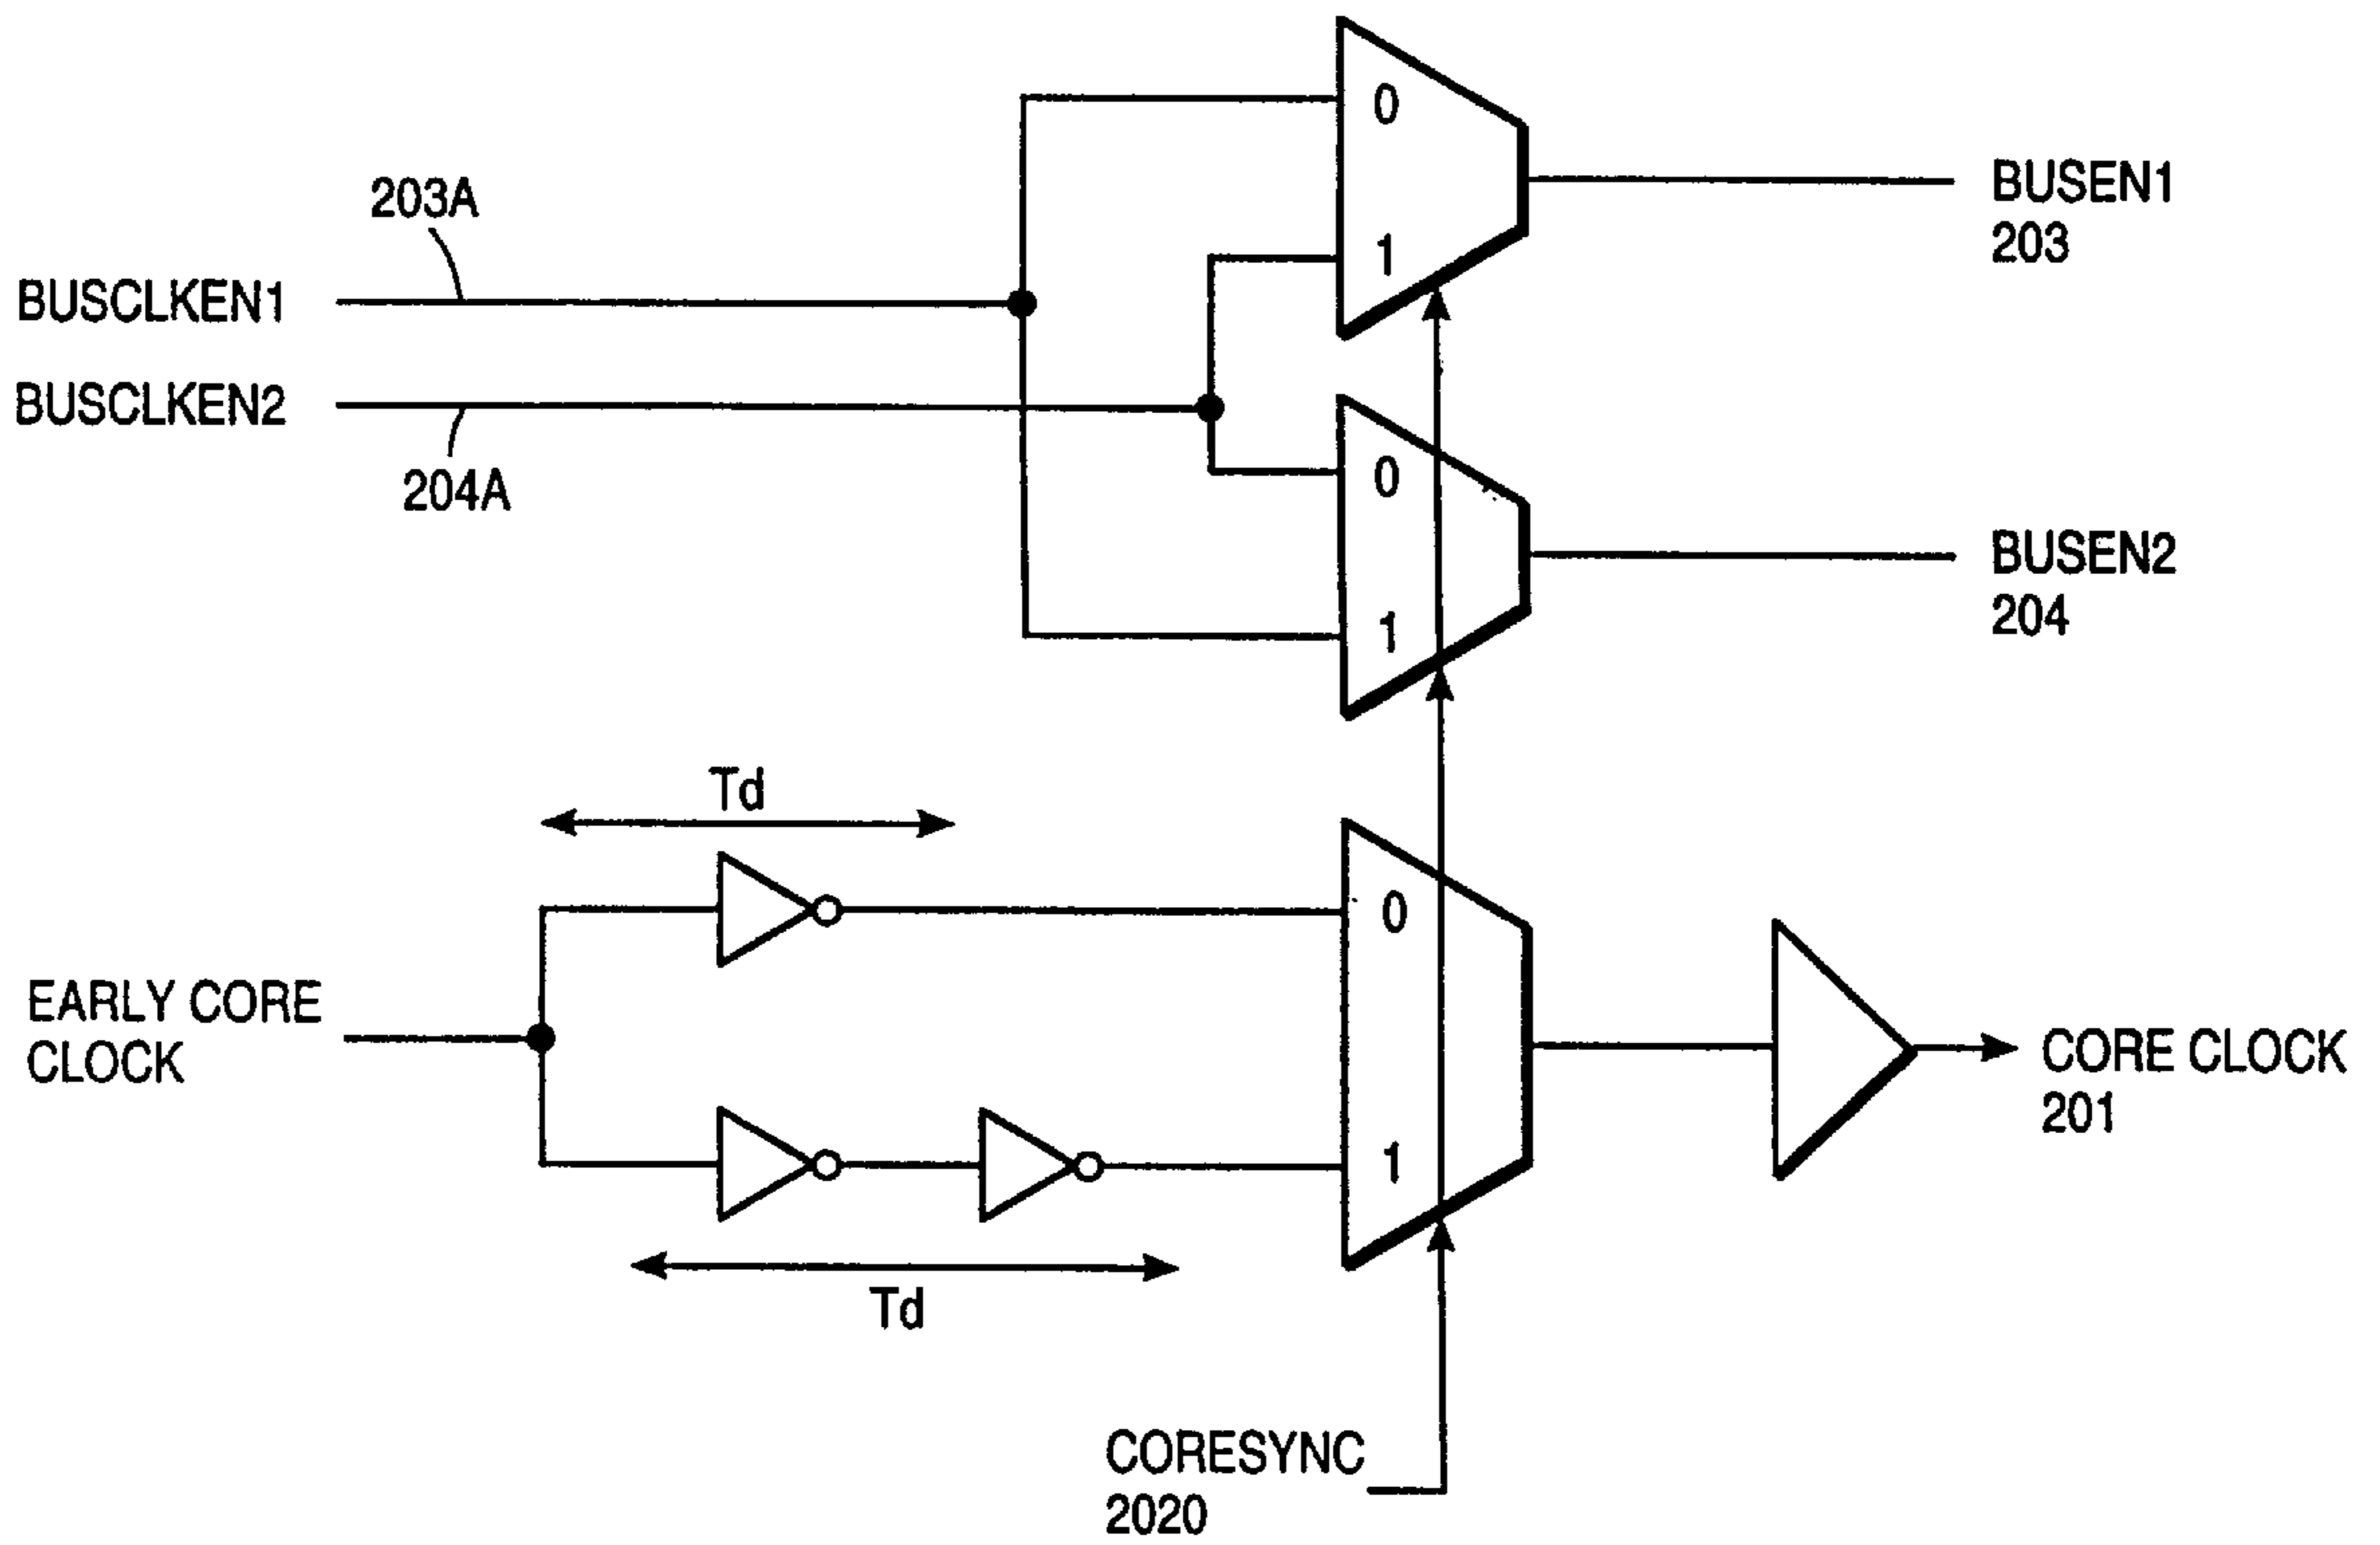 0
1
BUSEN1
203
203A
BUSCLKEN1
BUSCLKEN2
204A
0
1
BUSEN2
204
Td
0
1
EARLY CORE
CLOCK
CORE CLOCK
201
Td
CORESYNC
2020